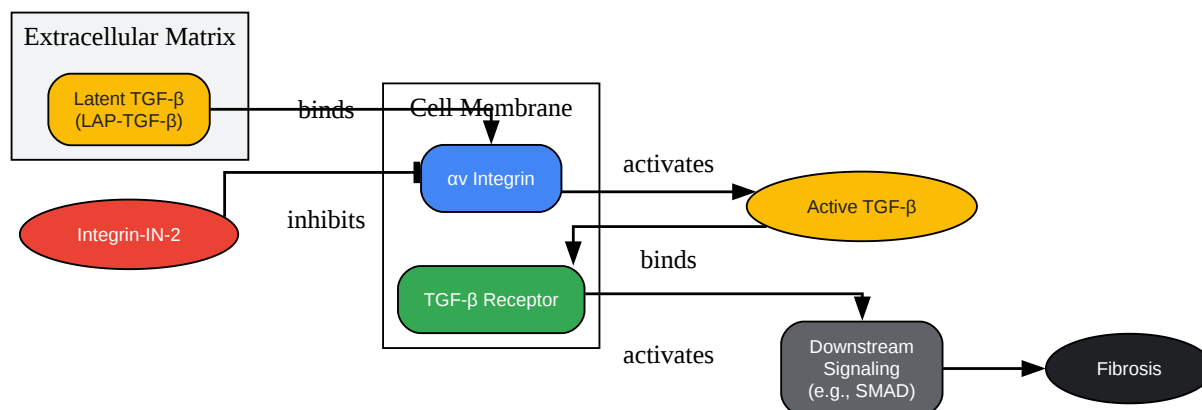 Extracellular Matrix
Latent TGF-β
(LAP-TGF-β)
binds
Cell Membrane
αv Integrin
activates
Integrin-IN-2
inhibits
Active TGF-β
binds
TGF-β Receptor
activates
Downstream
Signaling
(e.g., SMAD)
Fibrosis